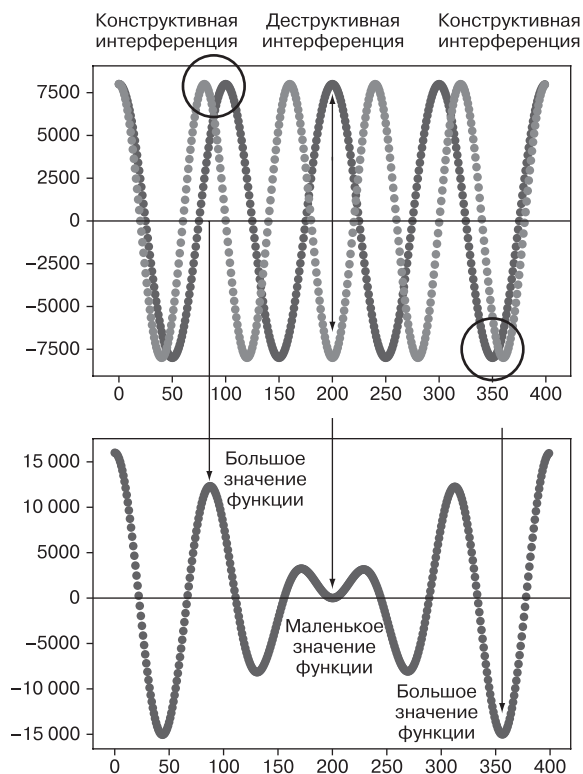 Конструктивная
интерференция
Деструктивная
интерференция
Конструктивная
интерференция
7500
5000
2500
0
−2500
−5000
−7500
0 50 100 150 200 250 300 350 400
15 000
10 000
5000
0
−5000
−10 000
−15 000
Большое
значение
функции
Маленькое
значение
функции
Большое
значение
функции
0 50 100 150 200 250 300 350 400